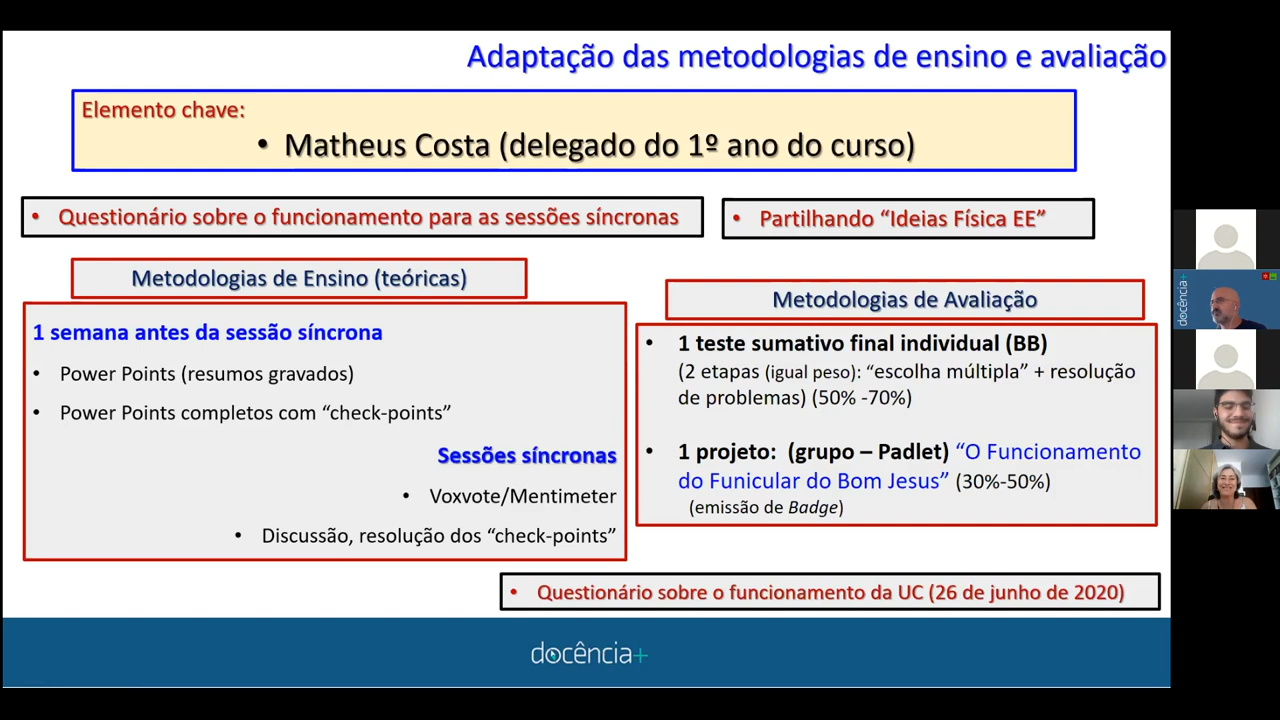 Adaptação das metodologias de ensino e avaliação
Elemento chave:
• Matheus Costa (delegado do 1º ano do curso)
• Questionário sobre o funcionamento para as sessões síncronas
• Partilhando “Ideias Física EE”
Metodologias de Ensino (teóricas)
1 semana antes da sessão síncrona
• Power Points (resumos gravados)
• Power Points completos com “check-points”
Sessões síncronas
• Voxvote/Mentimeter
• Discussão, resolução dos “check-points”
Metodologias de Avaliação
• 1 teste sumativo final individual (BB)
(2 etapas (igual peso): “escolha múltipla” + resolução
de problemas) (50% -70%)
• 1 projeto: (grupo – Padlet) “O Funcionamento
do Funicular do Bom Jesus” (30%-50%)
(emissão de Badge)
• Questionário sobre o funcionamento da UC (26 de junho de 2020)
docência+
docência+